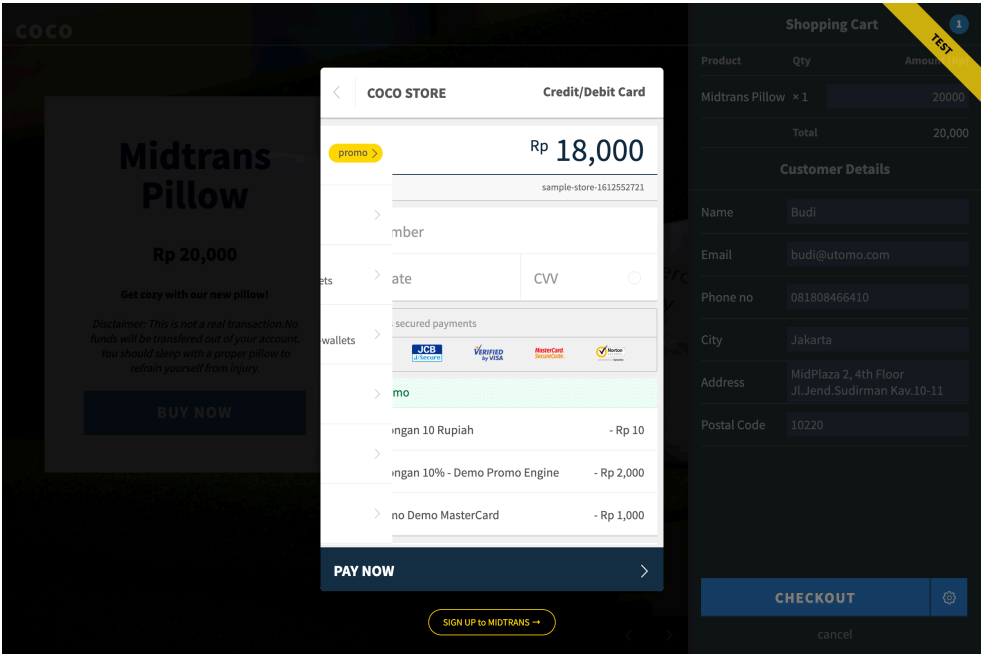 COCO
Midtrans
Pillow
Rp 20,000
Get cozy with our new pillow!
Disclaimer: This is not a real transaction.No
funds will be transfered out of your account.
You should sleep with a proper pillow to
refrain yourself from injury.
BUY NOW
COCO STORE
Credit/Debit Card
promo
Rp 18,000
sample-store-1612552721
mber
ate
CVV
ets
secured payments
wallets
JCB
J/Secure
VERIFIED
by VISA
MasterCard.
SecureCode.
Norton
mo
ongan 10 Rupiah
- Rp 10
ongan 10% - Demo Promo Engine
- Rp 2,000
mo Demo MasterCard
- Rp 1,000
PAY NOW
SIGN UP to MIDTRANS →
Shopping Cart
1
TEST
Product Qty Amount
Midtrans Pillow × 1 20000
Total 20,000
Customer Details
Name Budi
Email budi@utomo.com
Phone no 081808466410
City Jakarta
Address MidPlaza 2, 4th Floor
Jl.Jend.Sudirman Kav.10-11
Postal Code 10220
CHECKOUT
cancel